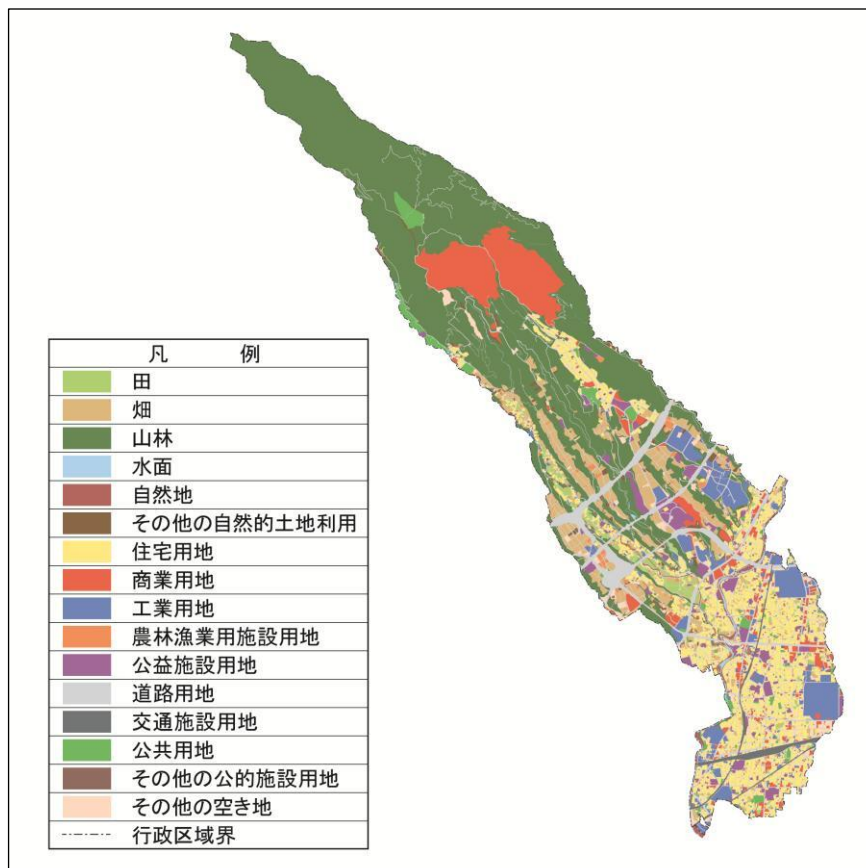 凡 例
田
畑
山林
水面
自然地
その他の自然的土地利用
住宅用地
商業用地
工業用地
農林漁業用施設用地
公益施設用地
道路用地
交通施設用地
公共用地
その他の公的施設用地
その他の空き地
行政区域界